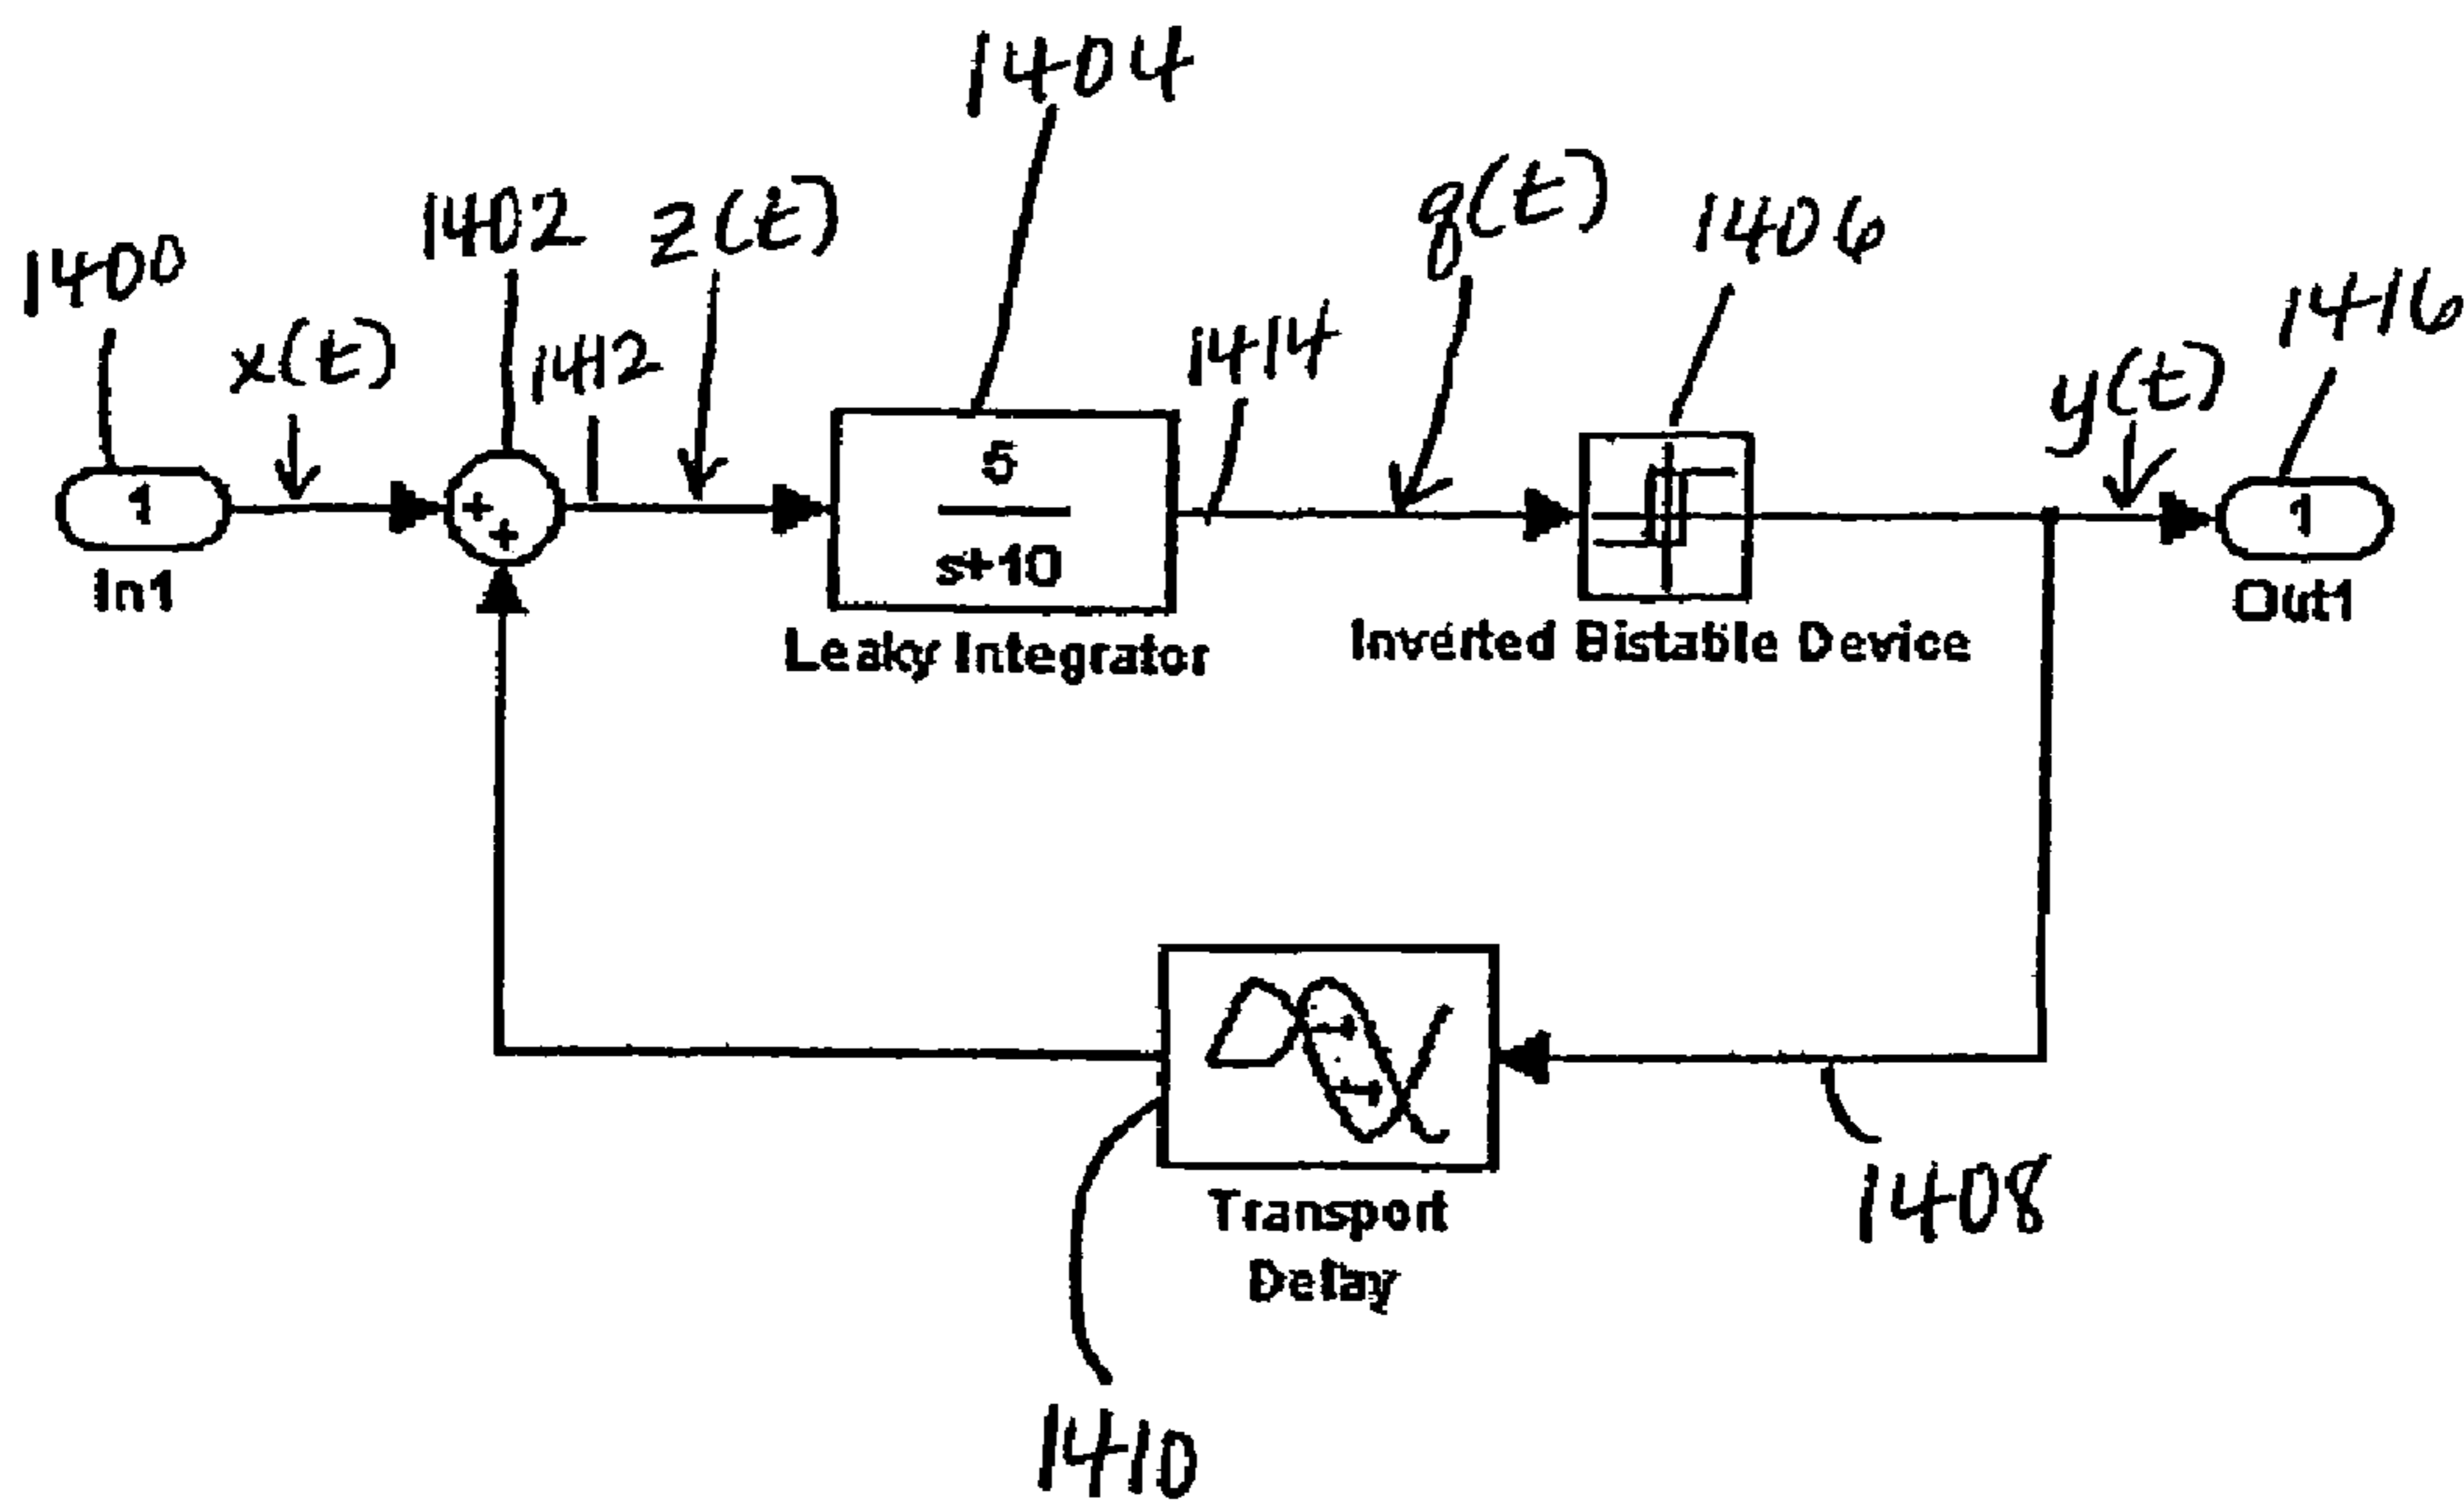 1404
1402
z(t)
g(t)
1406
1400
x(t)
1412
1414
y(t)
1416
1
+
+
5
s+10
1
In1
Leaky Integrator
Inverted Bistable Device
Out1
Transport
Delay
1408
1410